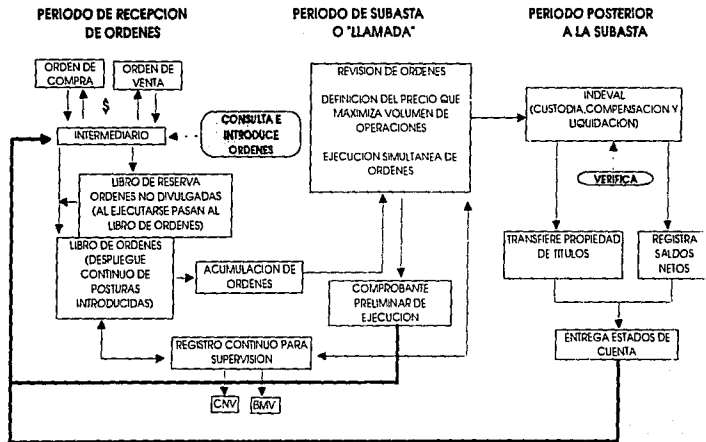 PERIODO DE RECEPCION
DE ORDENES
PERIODO DE SUBASTA
O "LLAMADA"
PERIODO POSTERIOR
A LA SUBASTA
ORDEN DE
COMPRA
ORDEN DE
VENTA
$
INTERMEDIARIO
CONSULTA E
INTRODUCE
ORDENES
LIBRO DE RESERVA
ORDENES NO DIVULGADAS
(AL EJECUTARSE PASAN AL
LIBRO DE ORDENES)
LIBRO DE ORDENES
(DESPLIEGUE
CONTINUO DE
POSTURAS
INTRODUCIDAS)
ACUMULACION DE
ORDENES
REGISTRO CONTINUO PARA
SUPERVISION
CNV
BMV
REVISION DE ORDENES
DEFINICION DEL PRECIO QUE
MAXIMIZA VOLUMEN DE
OPERACIONES
EJECUCION SIMULTANEA DE
ORDENES
COMPROBANTE
PRELIMINAR DE
EJECUCION
INDEVAL
(CUSTODIA,COMPENSACION Y
LIQUIDACION)
VERIFICA
TRANSFIERE PROPIEDAD
DE TITULOS
REGISTRA
SALDOS
NETOS
ENTREGA ESTADOS DE
CUENTA